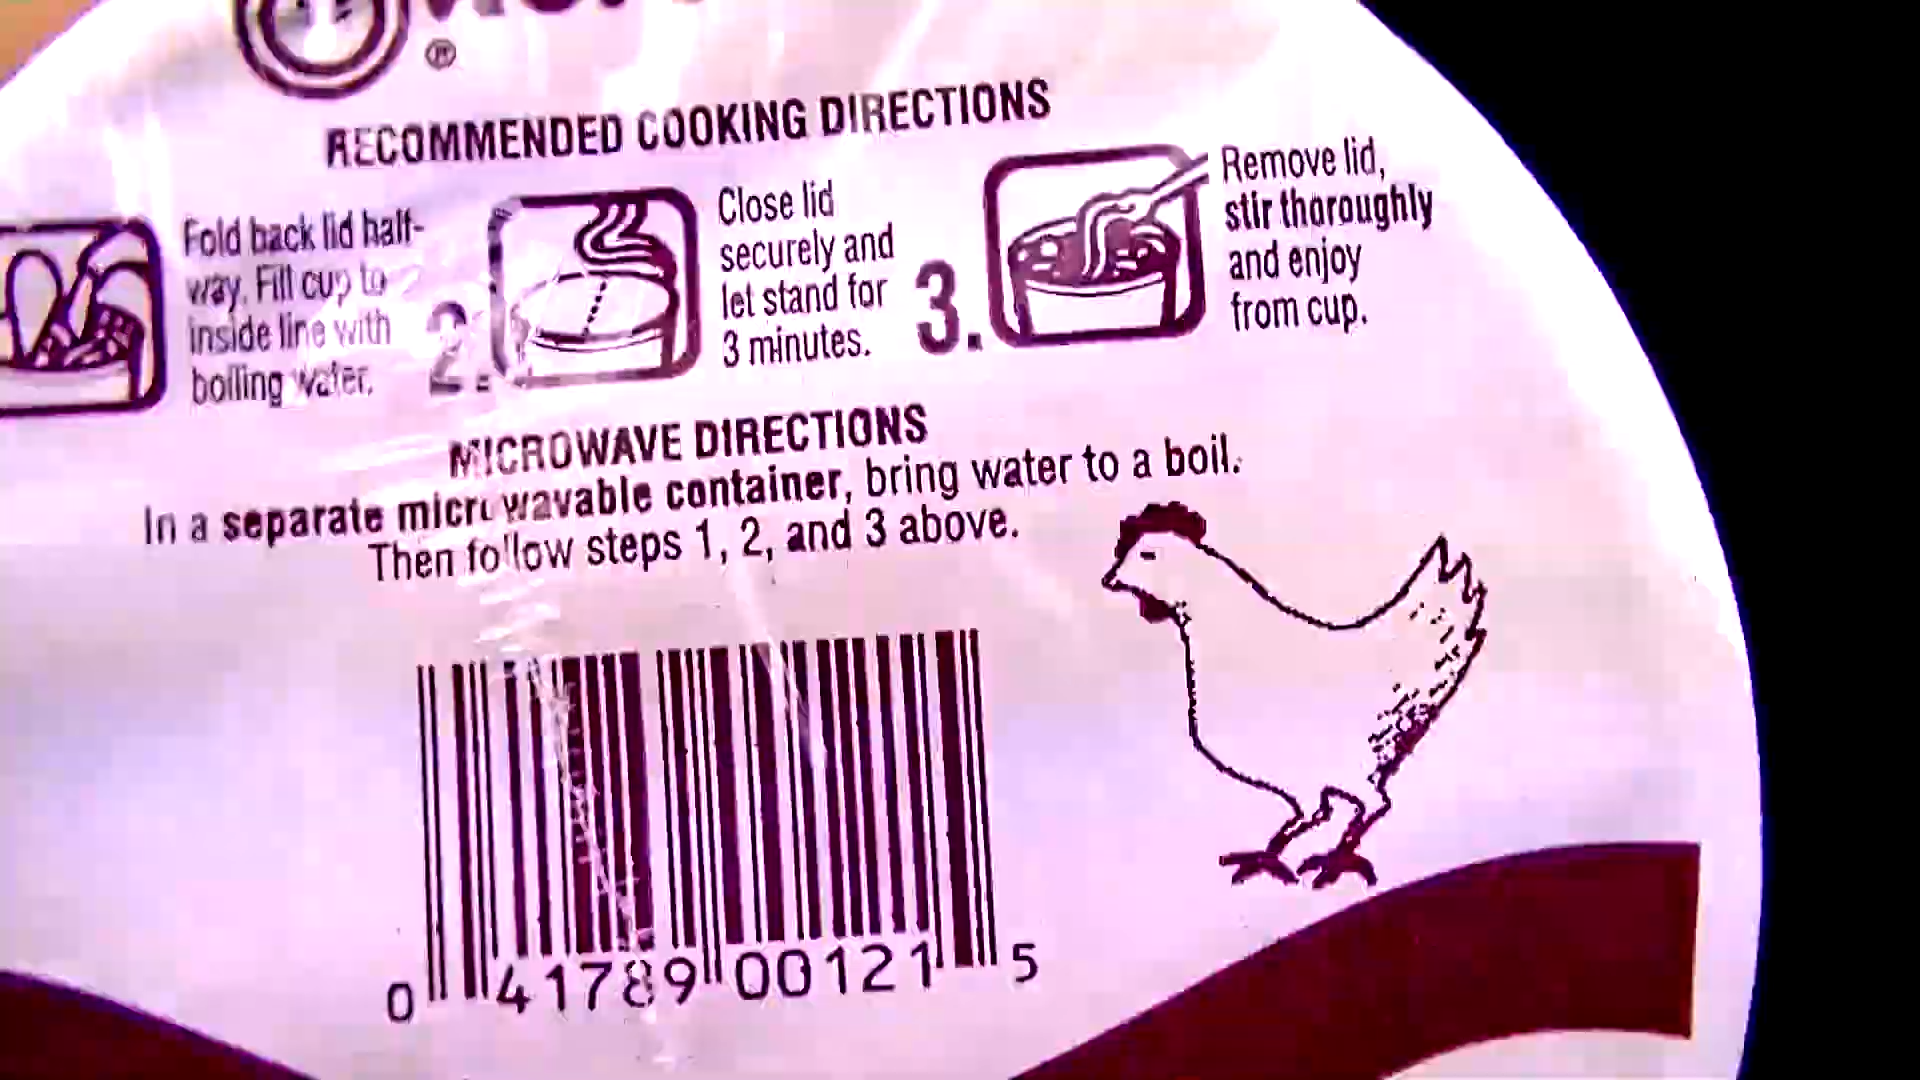 ®
RECOMMENDED COOKING DIRECTIONS
Fold back lid half-
way. Fill cup to
inside line with
boiling water.
2.
Close lid
securely and
let stand for
3 minutes.
3.
Remove lid,
stir thoroughly
and enjoy
from cup.
MICROWAVE DIRECTIONS
In a separate microwavable container, bring water to a boil.
Then follow steps 1, 2, and 3 above.
0 41789 00121 5